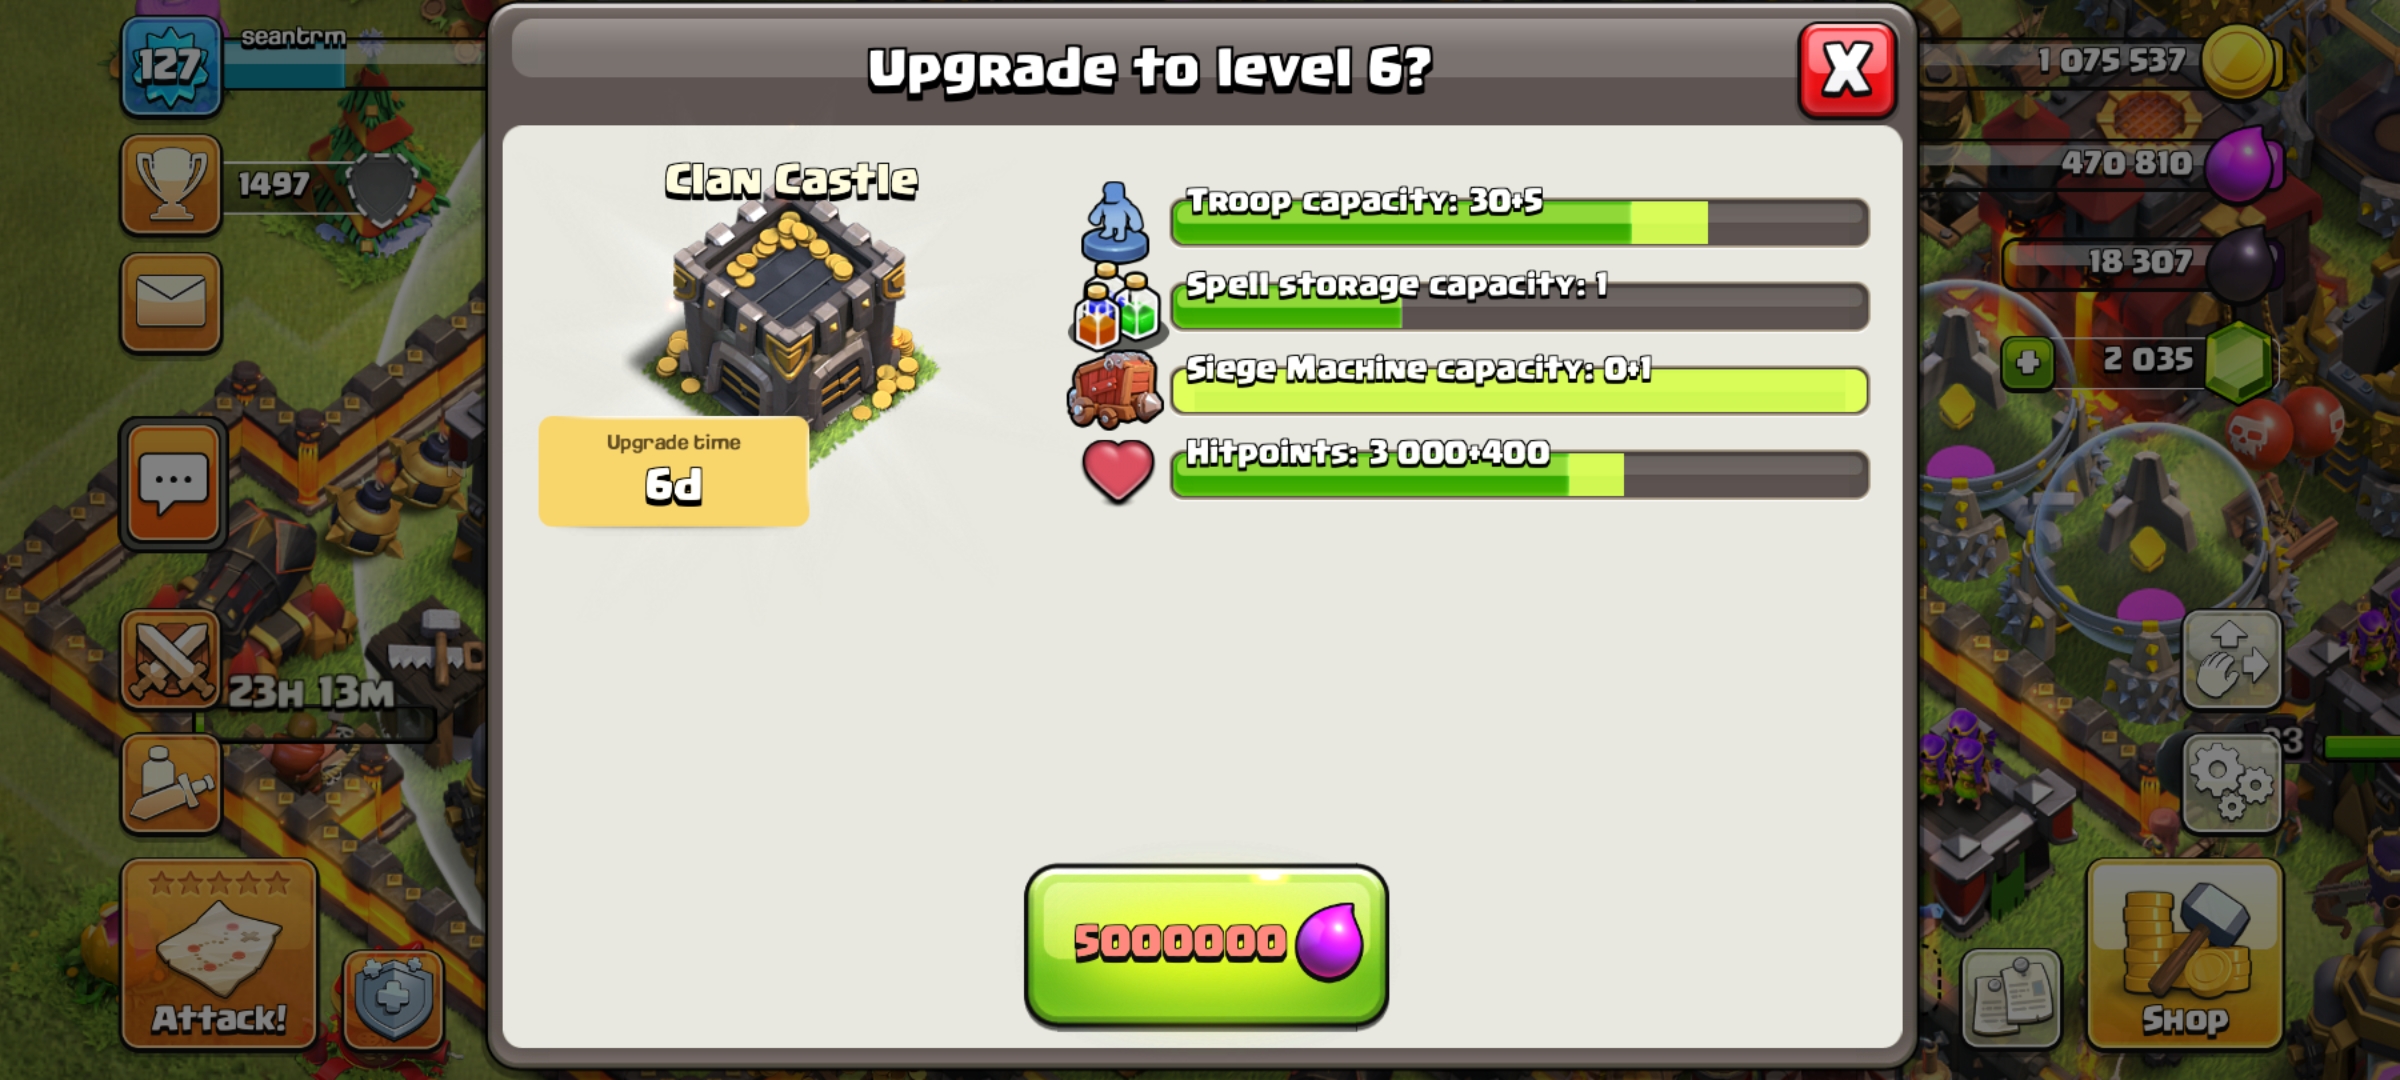 Upgrade to level 6?
X
127
seantrm
1497
23H 13M
Attack!
Clan Castle
Upgrade time
6d
Troop capacity: 30+5
Spell storage capacity: 1
Siege Machine capacity: 0+1
Hitpoints: 3 000+400
5000000
1 075 537
470 810
18 307
2 035
Shop